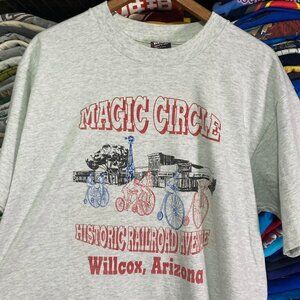 MAGIC CIRCLE
HISTORIC RAILROAD AVENUE
Willcox, Arizona